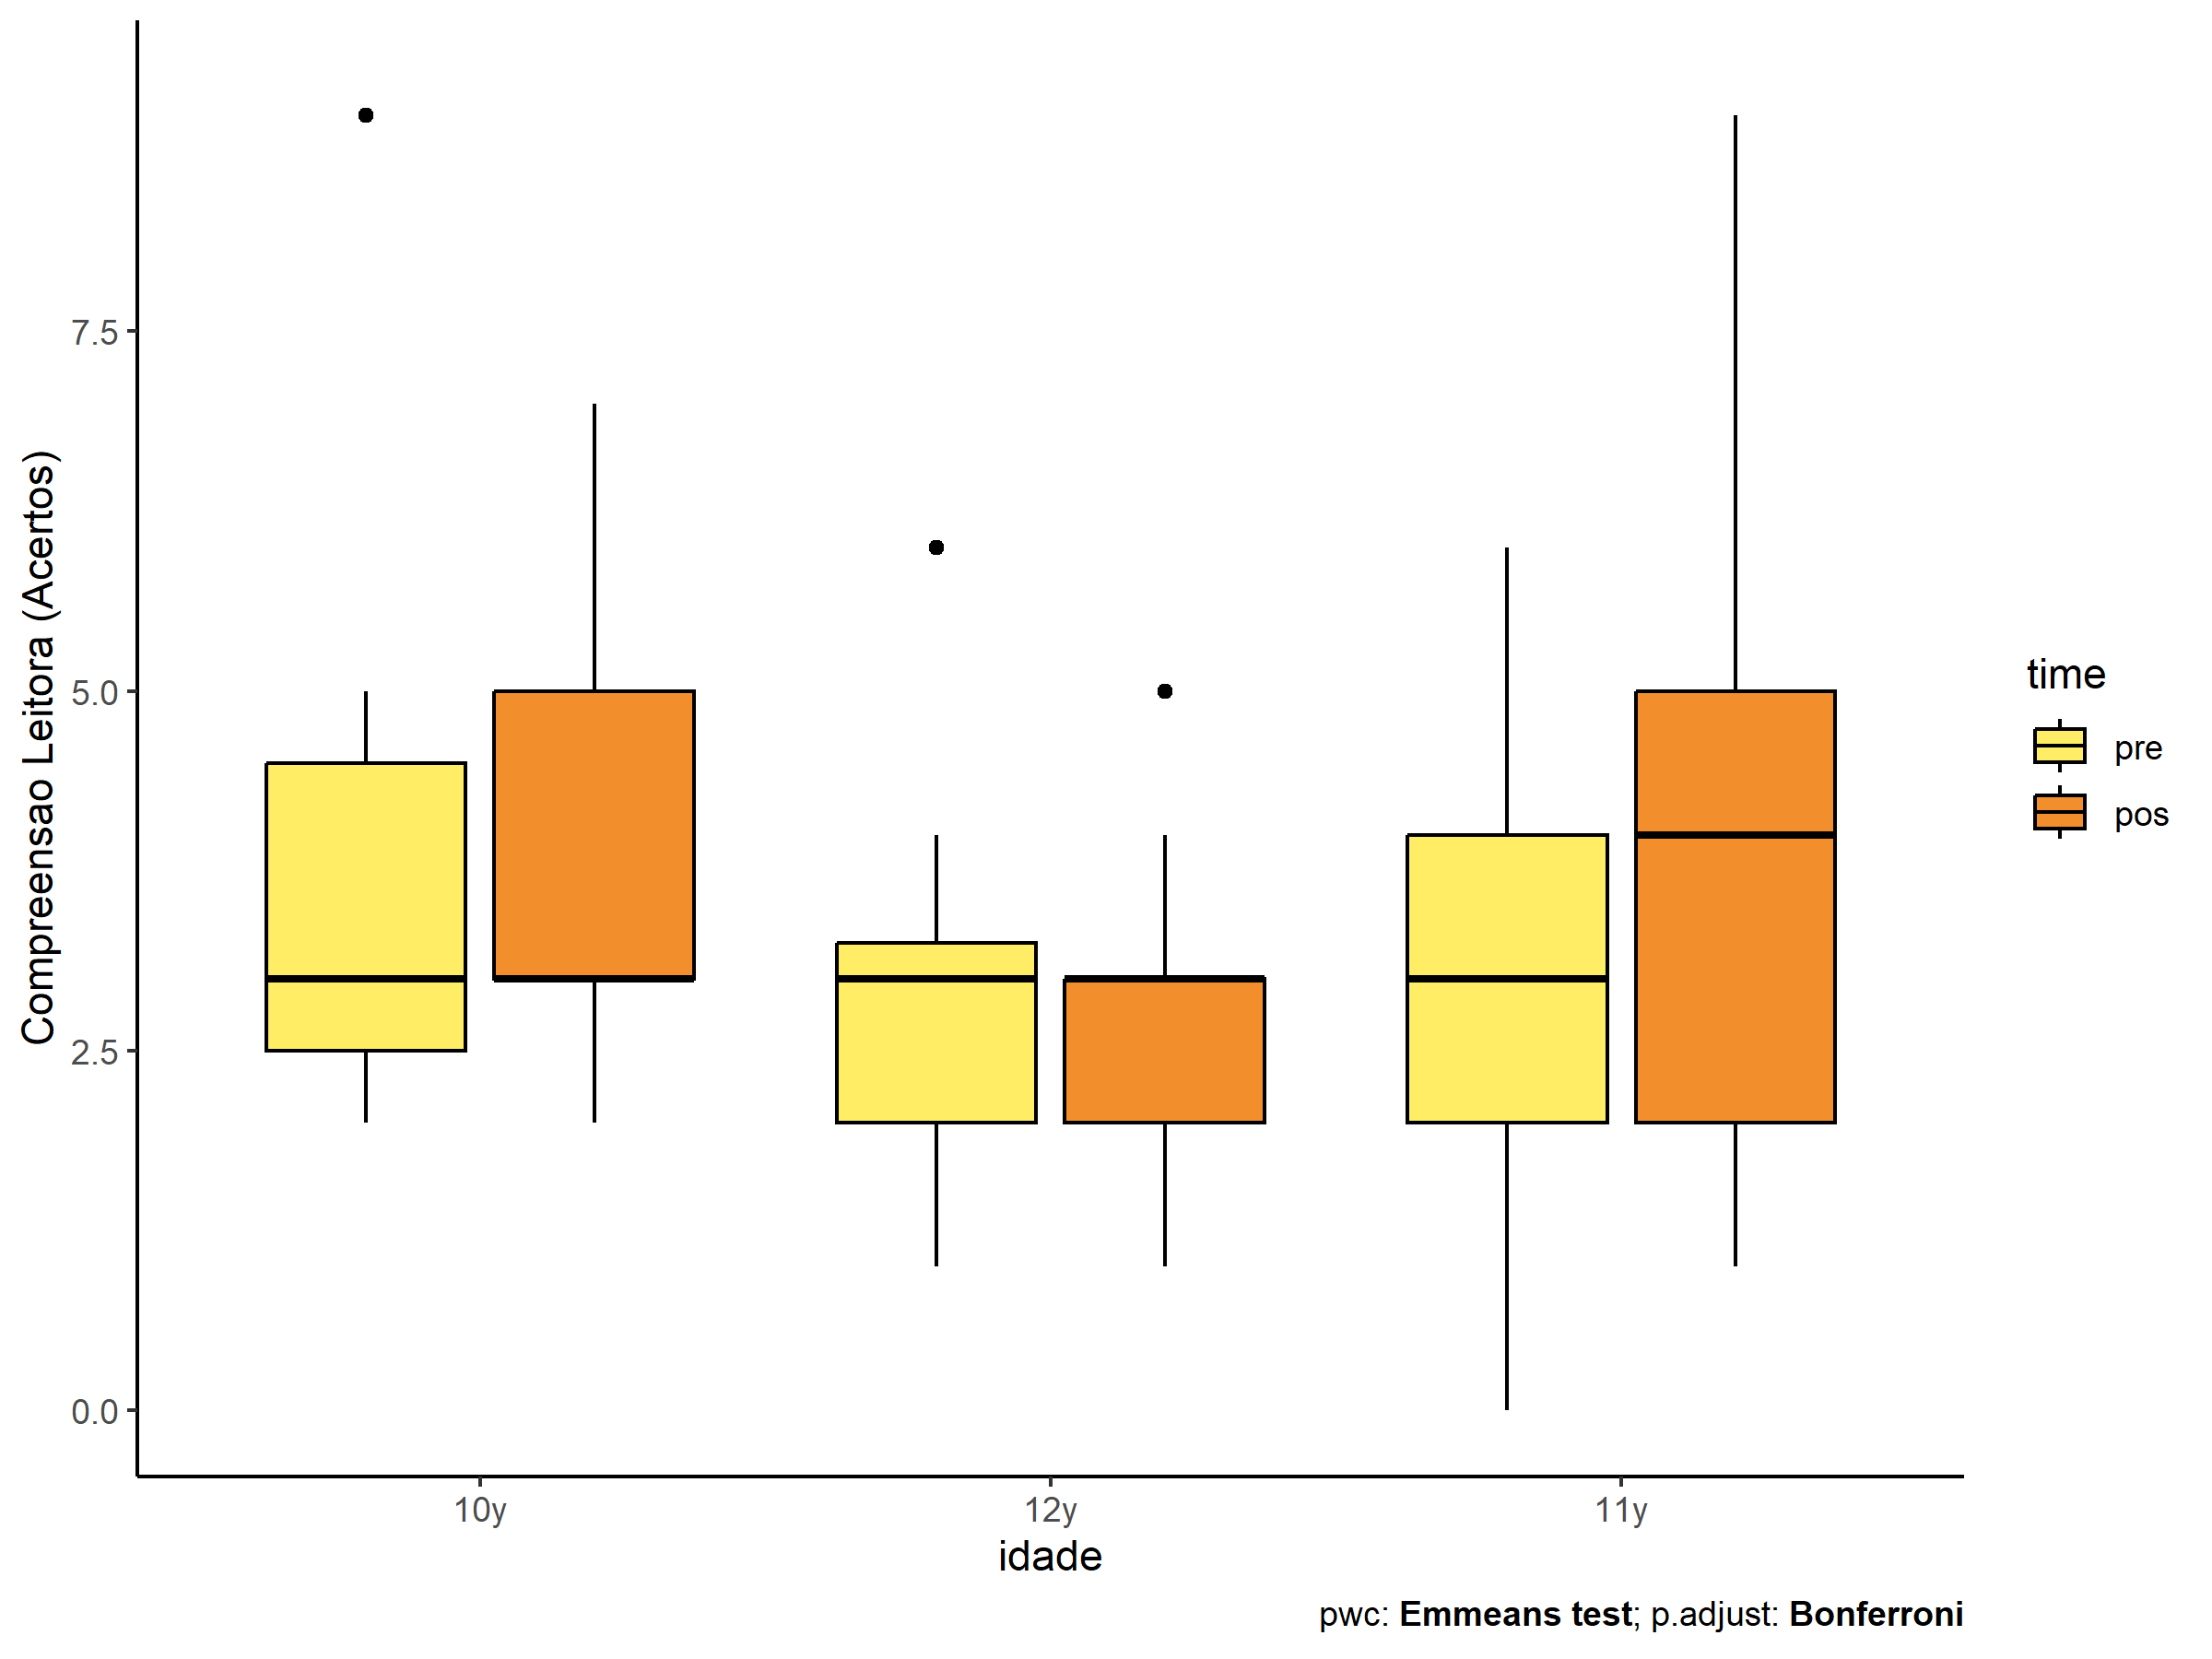 Compreensao Leitora (Acertos)
7.5
5.0
2.5
0.0
10y
12y
11y
idade
time
pre
pos
pwc: Emmeans test; p.adjust: Bonferroni